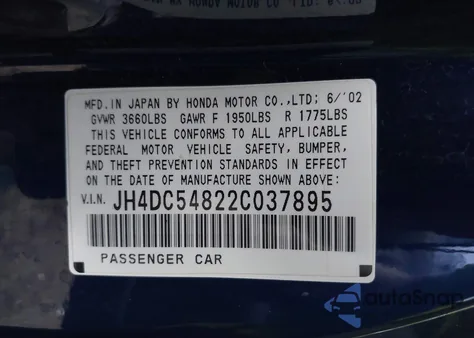 MFD.IN JAPAN BY HONDA MOTOR CO.,LTD; 6/'02
GVWR 3660LBS GAWR F 1950LBS R 1775LBS
THIS VEHICLE CONFORMS TO ALL APPLICABLE
FEDERAL MOTOR VEHICLE SAFETY, BUMPER,
AND THEFT PREVENTION STANDARDS IN EFFECT
ON THE DATE OF MANUFACTURE SHOWN ABOVE:
V.I.N. JH4DC54822C037895
PASSENGER CAR
autoSnap